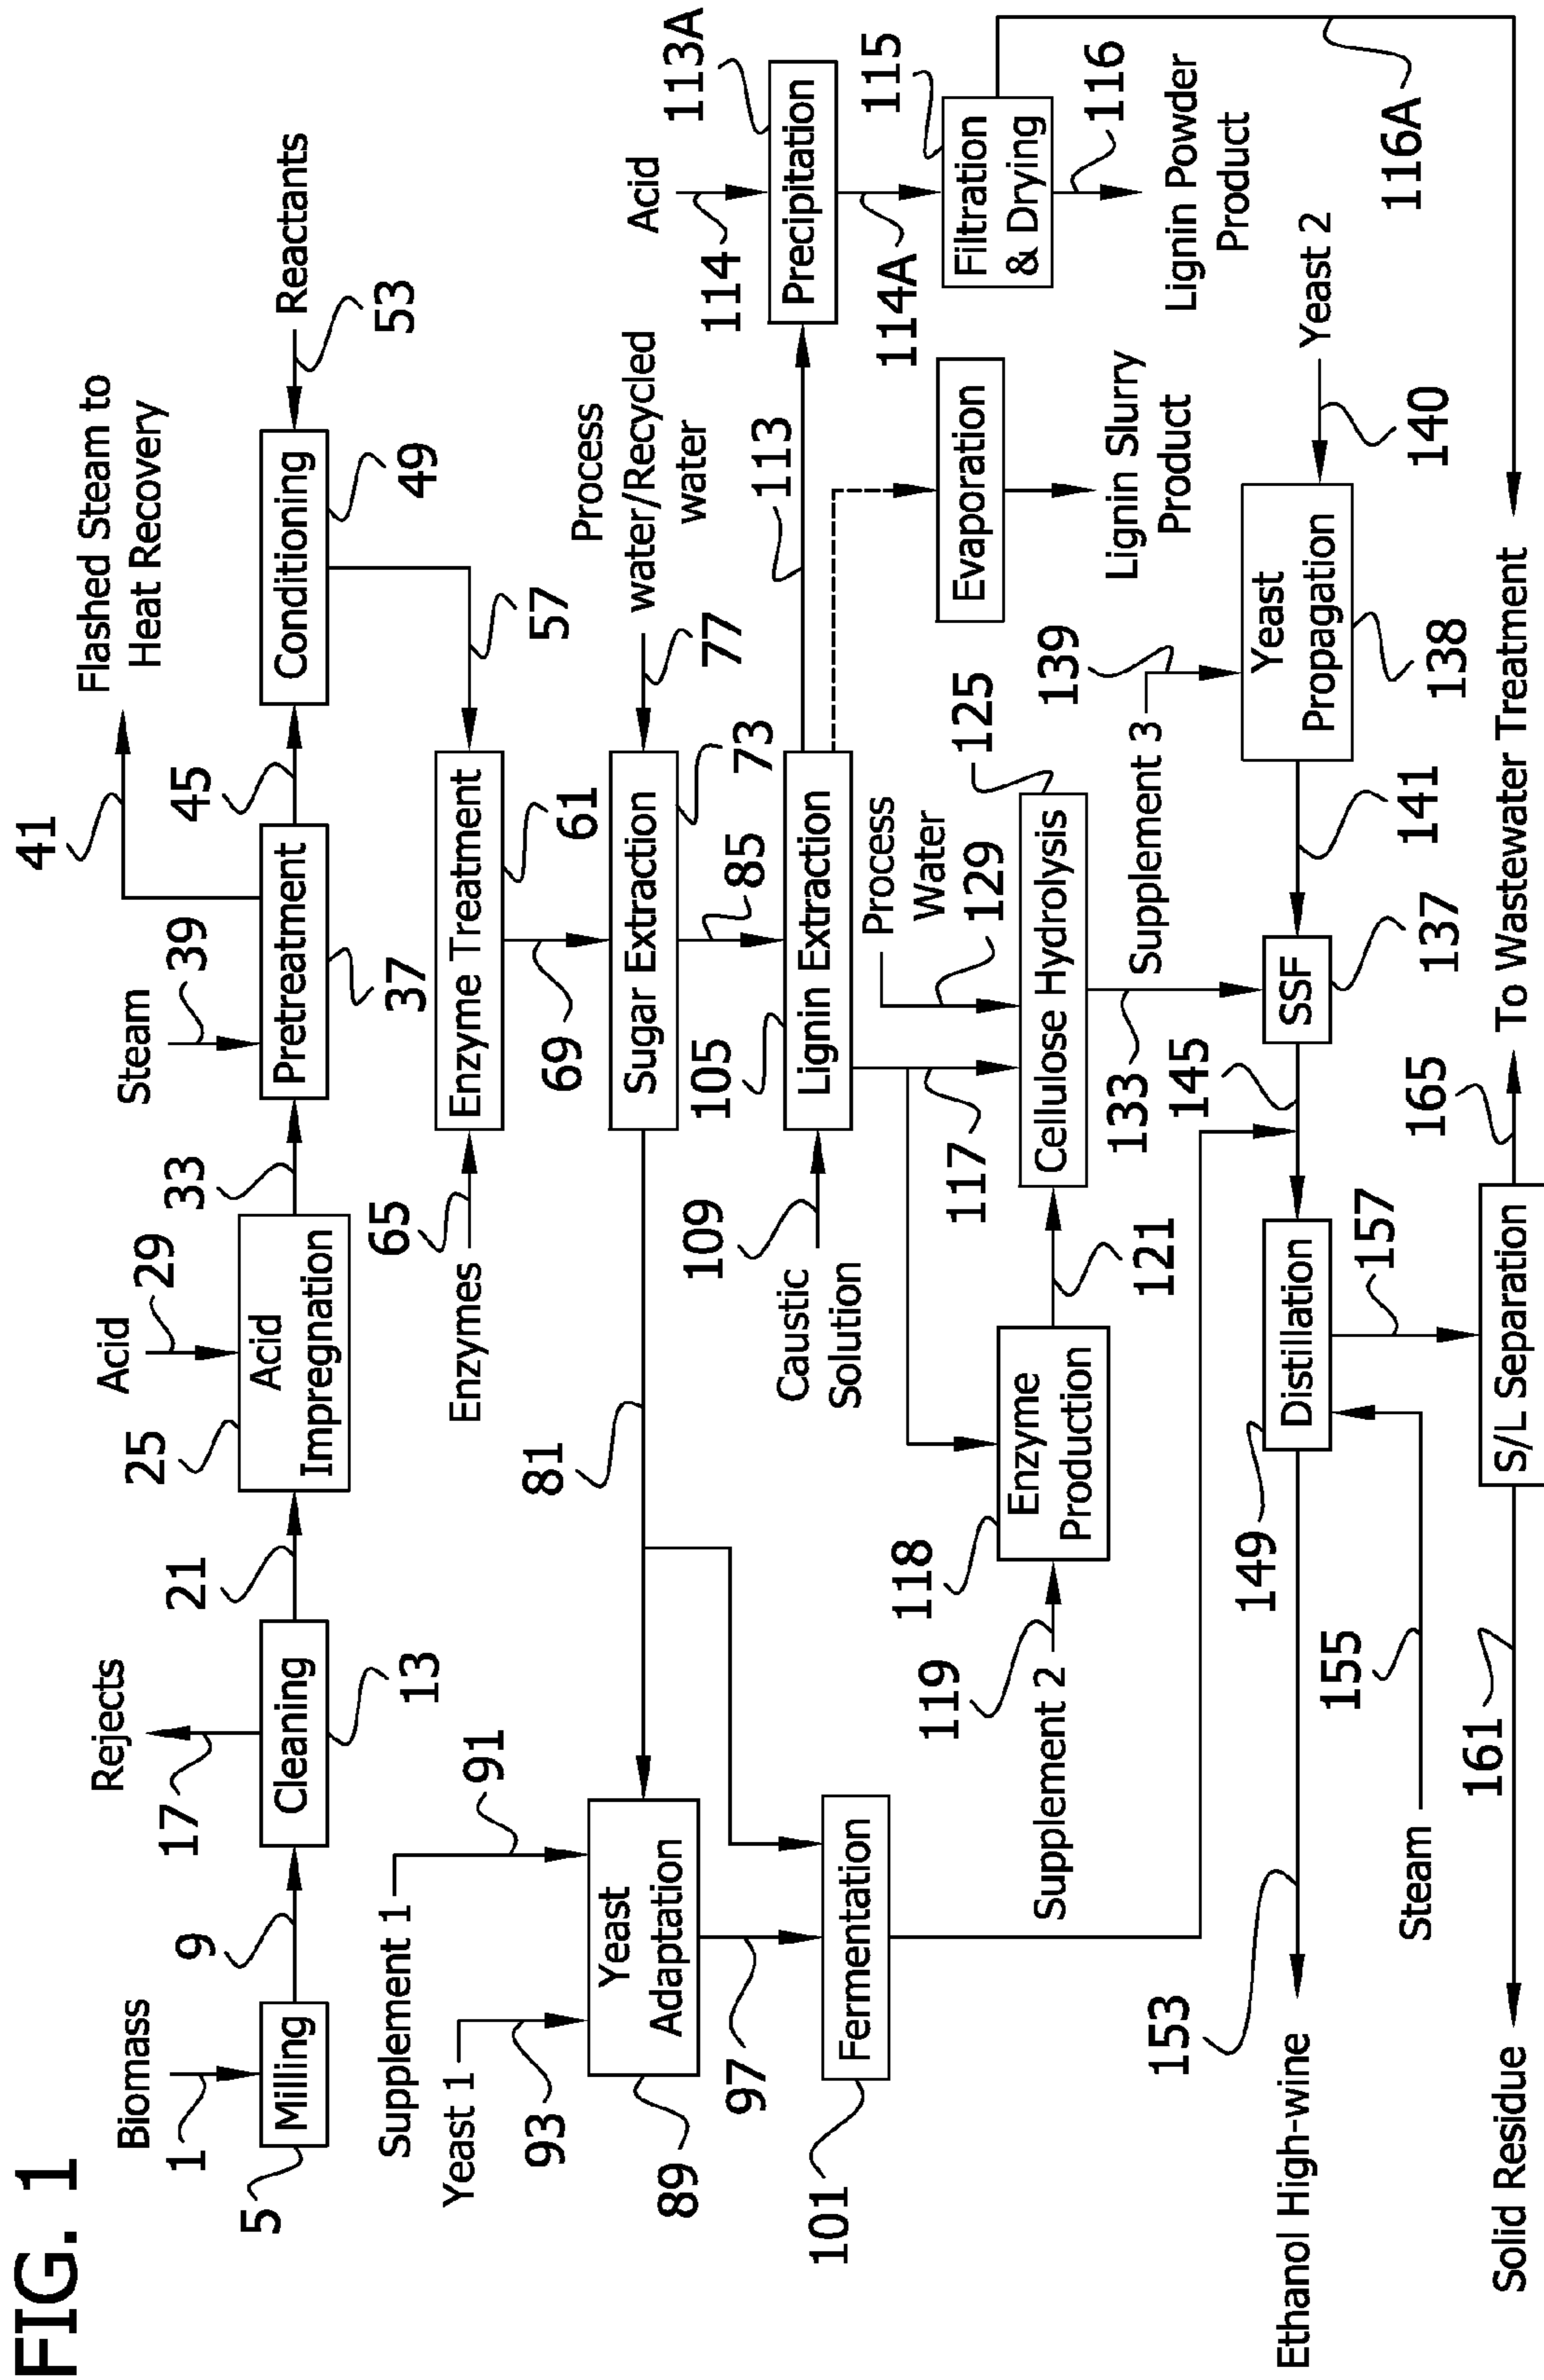 FIG. 1
Biomass
1
Milling
5
9
Rejects
17
Cleaning
13
21
Acid
29
25
Acid
Impregnation
33
Steam
39
Pretreatment
37
41
Flashed Steam to
Heat Recovery
45
Conditioning
49
Reactants
53
57
Enzymes
65
Enzyme Treatment
61
69
Process
water/Recycled
water
77
Sugar Extraction
73
81
85
Supplement 1
91
Yeast 1
93
Yeast
Adaptation
89
97
Fermentation
101
Caustic
Solution
109
105
Lignin Extraction
113
Acid
114
113A
Precipitation
114A
115
Filtration
& Drying
116
Lignin Powder
Product
116A
Evaporation
Lignin Slurry
Product
117
118
Enzyme
Production
119
Supplement 2
121
Process
Water
129
125
Cellulose Hydrolysis
133
Supplement 3
139
Yeast 2
140
Yeast
Propagation
138
141
SSF
137
145
Distillation
149
153
Ethanol High-wine
155
Steam
157
S/L Separation
161
Solid Residue
165
To Wastewater Treatment